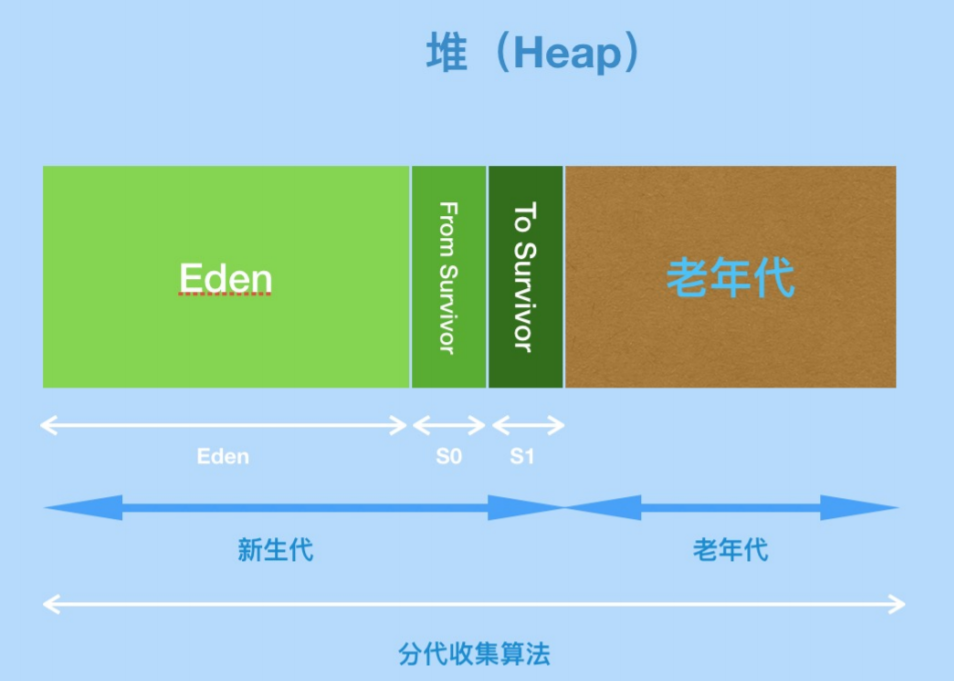 堆（Heap）
Eden
From Survivor
To Survivor
老年代
Eden
S0
S1
新生代
老年代
分代收集算法